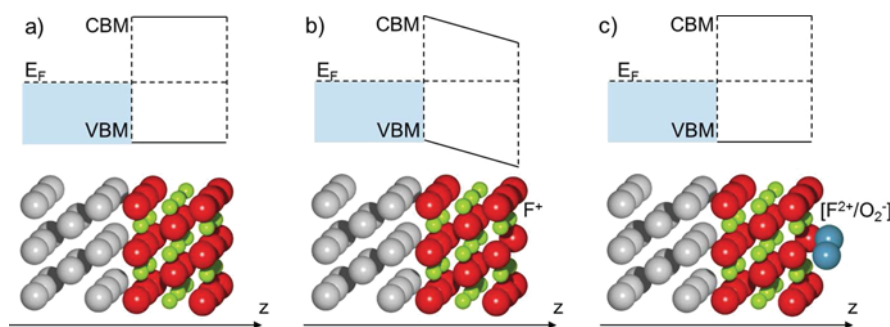 a)
CBM
E_F
VBM
z
b)
CBM
E_F
VBM
F⁺
z
c)
CBM
E_F
VBM
[F²⁺/O₂⁻]
z